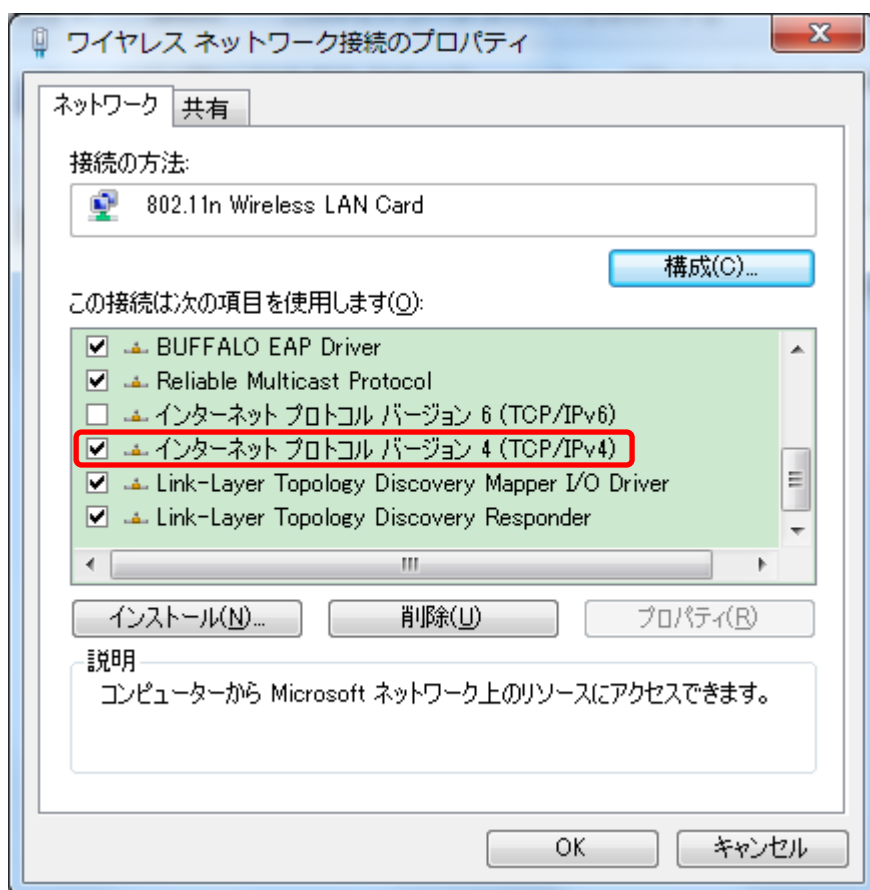 ワイヤレス ネットワーク接続のプロパティ
ネットワーク 共有
接続の方法:
802.11n Wireless LAN Card
構成(C)...
この接続は次の項目を使用します(O):
BUFFALO EAP Driver
Reliable Multicast Protocol
インターネット プロトコル バージョン 6 (TCP/IPv6)
インターネット プロトコル バージョン 4 (TCP/IPv4)
Link-Layer Topology Discovery Mapper I/O Driver
Link-Layer Topology Discovery Responder
インストール(N)... 削除(U) プロパティ(R)
説明
コンピューターから Microsoft ネットワーク上のリソースにアクセスできます。
OK キャンセル